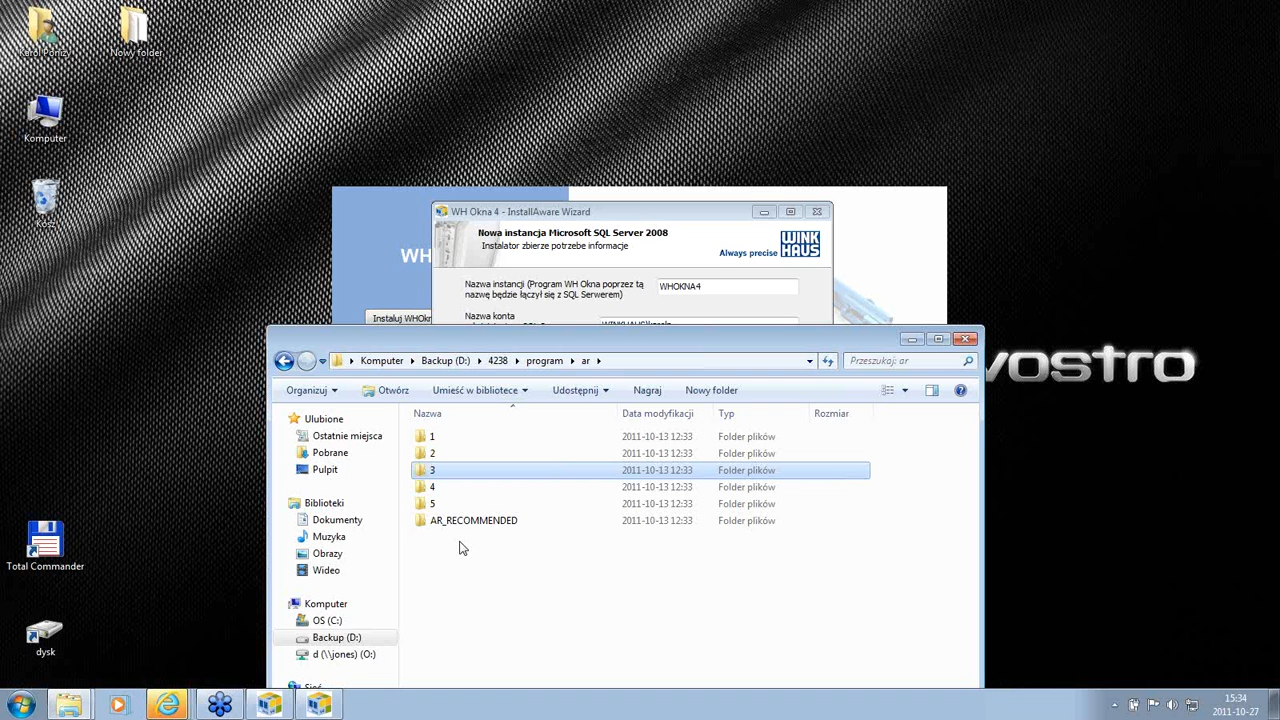 Karol Ponzy
Nowy folder
Komputer
Kosz
Total Commander
dysk
WH
WH Okna 4 - InstallAware Wizard
Nowa instancja Microsoft SQL Server 2008
Instalator zbierze potrzebe informacje
Always precise
WINK
HAUS
Nazwa instancji (Program WH Okna poprzez tą
nazwę będzie łączył się z SQL Serwerem)
WHOKNA4
Nazwa konta
Instaluj WHOkn
vostro
Komputer
Backup (D:)
4238
program
ar
Przeszukaj: ar
Organizuj
Otwórz
Umieść w bibliotece
Udostępnij
Nagraj
Nowy folder
Nazwa
Data modyfikacji
Typ
Rozmiar
1 2011-10-13 12:33 Folder plików
2 2011-10-13 12:33 Folder plików
3 2011-10-13 12:33 Folder plików
4 2011-10-13 12:33 Folder plików
5 2011-10-13 12:33 Folder plików
AR_RECOMMENDED 2011-10-13 12:33 Folder plików
Ulubione
Ostatnie miejsca
Pobrane
Pulpit
Biblioteki
Dokumenty
Muzyka
Obrazy
Wideo
Komputer
OS (C:)
Backup (D:)
d (\\jones) (O:)
Sieć
15:34
2011-10-27